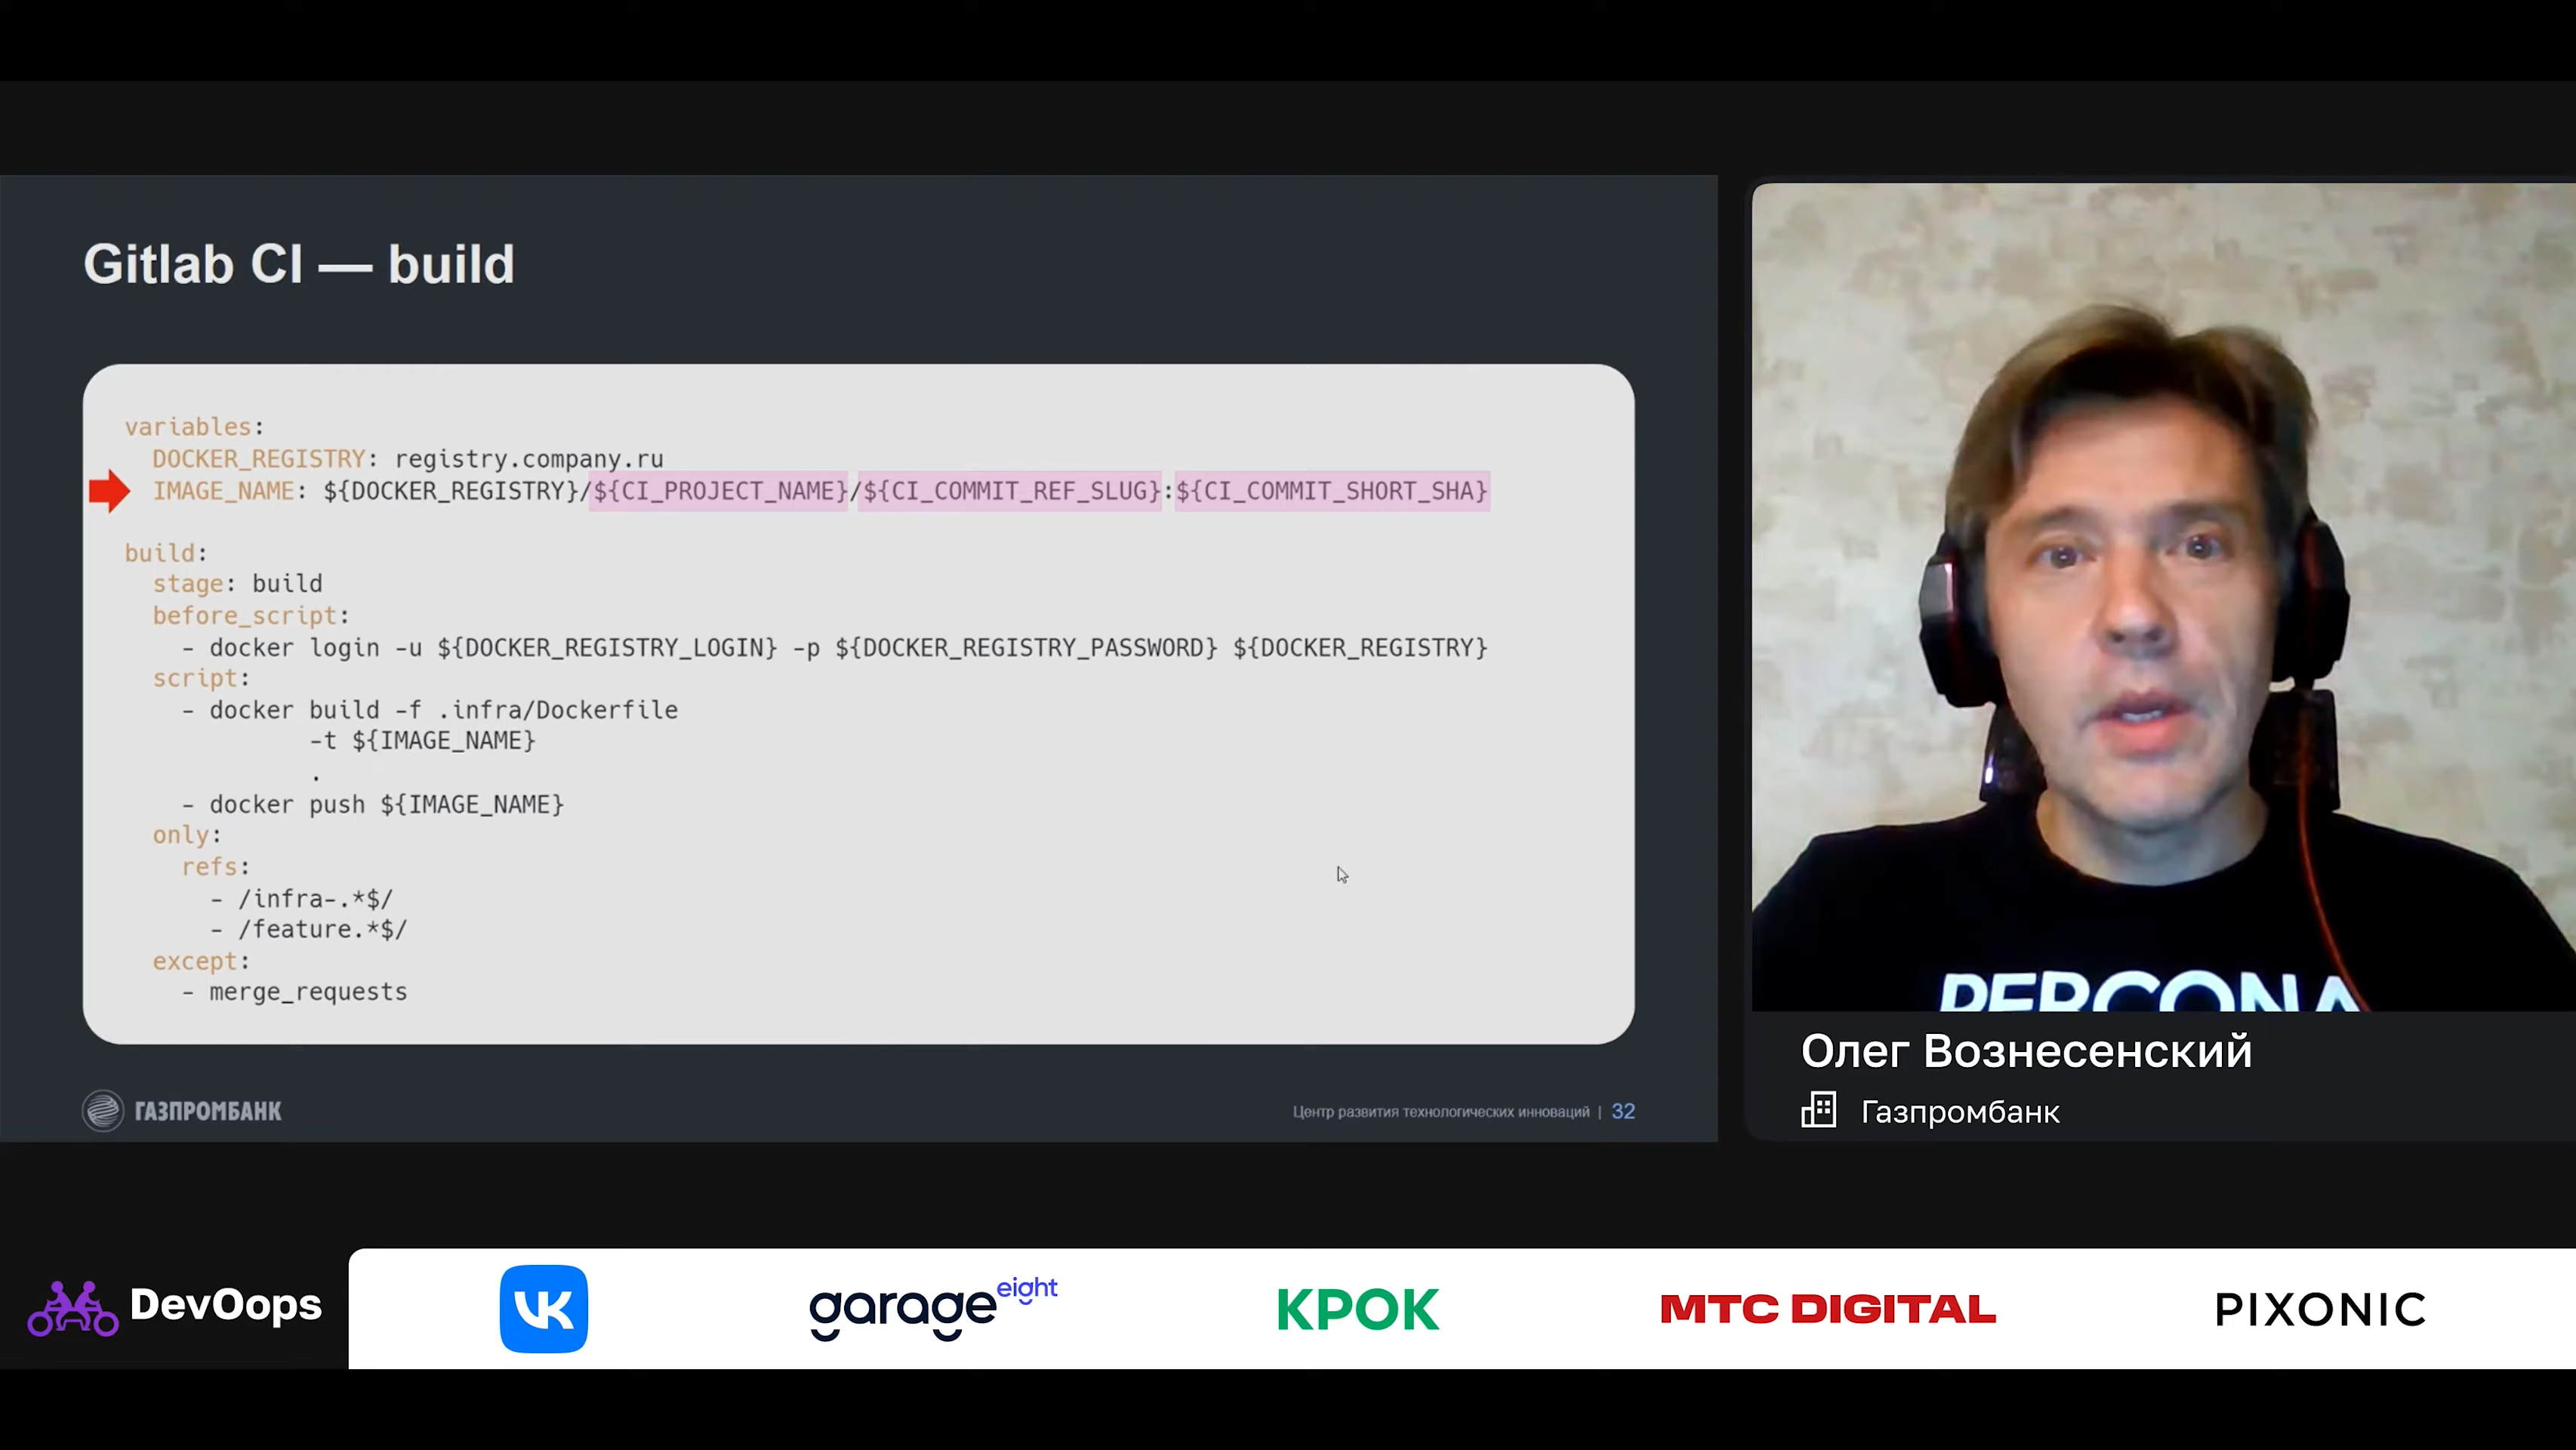 Gitlab CI — build
variables:
DOCKER_REGISTRY: registry.company.ru
IMAGE_NAME: ${DOCKER_REGISTRY}/${CI_PROJECT_NAME}/${CI_COMMIT_REF_SLUG}:${CI_COMMIT_SHORT_SHA}
build:
stage: build
before_script:
- docker login -u ${DOCKER_REGISTRY_LOGIN} -p ${DOCKER_REGISTRY_PASSWORD} ${DOCKER_REGISTRY}
script:
- docker build -f .infra/Dockerfile
-t ${IMAGE_NAME}
.
- docker push ${IMAGE_NAME}
only:
refs:
- /infra-.*$/
- /feature.*$/
except:
- merge_requests
ГАЗПРОМБАНК
Центр развития технологических инноваций | 32
PERCONA
Олег Вознесенский
Газпромбанк
DevOops
VK
garage eight
КРОК
МТС DIGITAL
PIXONIC